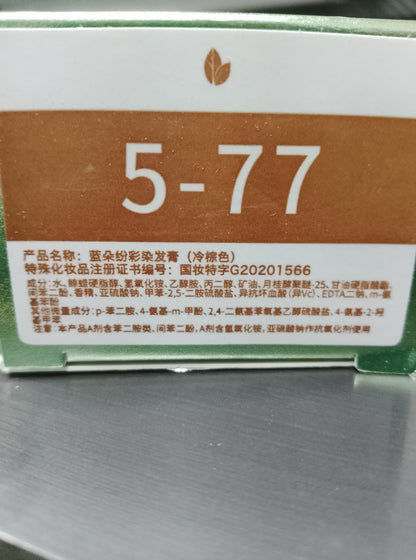 5-77
产品名称：蓝朵纷彩染发膏（冷棕色）
特殊化妆品注册证书编号：国妆特字G20201566
成分：水、鲸蜡硬脂醇、氢氧化铵、乙醇胺、丙二醇、矿油、月桂醇聚醚-25、甘油硬脂酸酯、
间苯二酚、香精、亚硫酸钠、甲苯-2,5-二胺硫酸盐、异抗坏血酸（异Vc）、EDTA二钠、m-氨
基苯酚
其他微量成分：p-苯二胺、4-氨基-m-甲酚、2,4-二氨基苯氧基乙醇硫酸盐、4-氨基-2-羟
基甲苯
注意：本产品A剂含苯二胺类、间苯二酚，A剂含氢氧化铵、亚硫酸钠作抗氧化剂使用